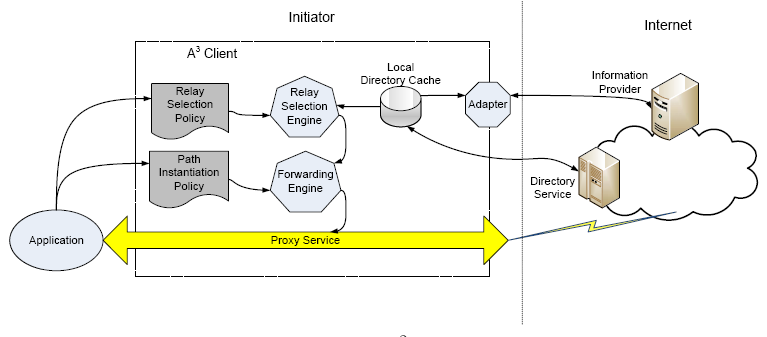 Initiator
Internet
A³ Client
Relay
Selection
Policy
Relay
Selection
Engine
Local
Directory Cache
Adapter
Information
Provider
Path
Instantiation
Policy
Forwarding
Engine
Directory
Service
Application
Proxy Service